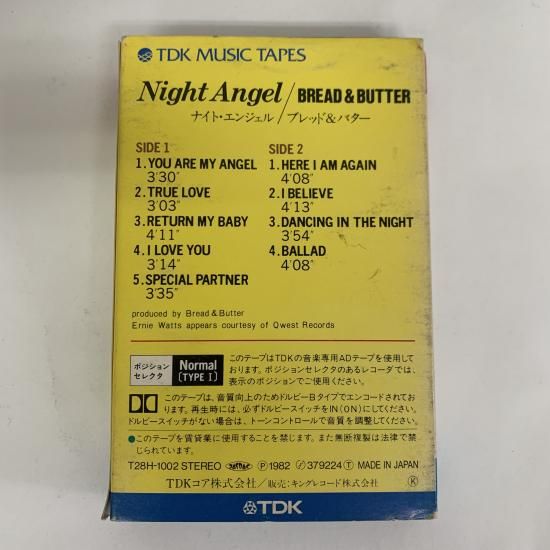 TDK MUSIC TAPES
Night Angel / BREAD & BUTTER
ナイト・エンジェル / ブレッド&バター
SIDE 1
1. YOU ARE MY ANGEL
3'30"
2. TRUE LOVE
3'03"
3. RETURN MY BABY
4'11"
4. I LOVE YOU
3'14"
5. SPECIAL PARTNER
3'35"
SIDE 2
1. HERE I AM AGAIN
4'08"
2. I BELIEVE
4'13"
3. DANCING IN THE NIGHT
3'54"
4. BALLAD
4'08"
produced by Bread & Butter
Ernie Watts appears courtesy of Qwest Records
ポジション
セレクタ
Normal
[TYPE I]
このテープはTDKの音楽専用ADテープを使用して
おります。ポジションセレクタのあるレコーダでは、
表示のポジションでご使用ください。
このテープは、音質向上のためドルビーBタイプでエンコードされてお
ります。再生時には、必ずドルビースイッチをIN(ON)にしてください。
ドルビースイッチがない場合は、トーンコントロールで音質を調整してください。
●このテープを賃貸業に使用することを禁じます。また無断複製は法律で禁
じられています。
T28H-1002 STEREO Ⓟ1982 379224Ⓣ MADE IN JAPAN
TDKコア株式会社/販売:キングレコード株式会社 Ⓚ
TDK